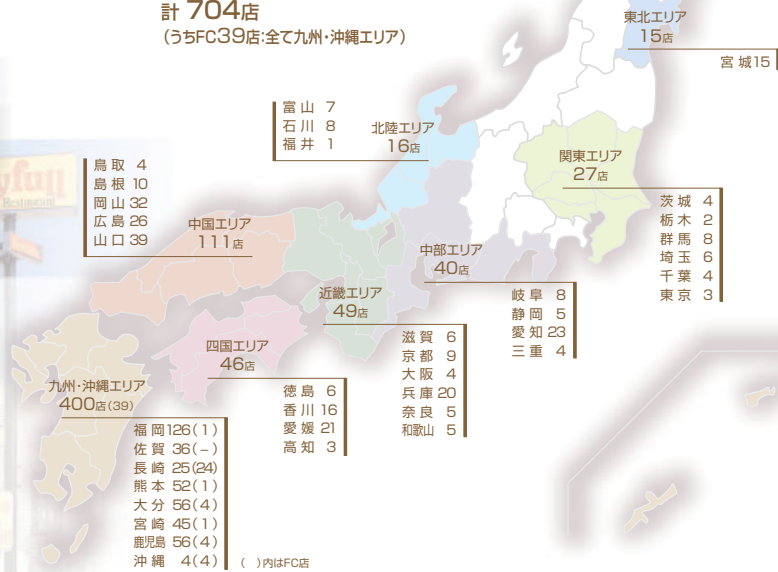 計 704店
（うちFC39店:全て九州・沖縄エリア）
東北エリア
15店
宮城15
富山 7
石川 8
福井 1
北陸エリア
16店
関東エリア
27店
茨城 4
栃木 2
群馬 8
埼玉 6
千葉 4
東京 3
鳥取 4
島根 10
岡山 32
広島 26
山口 39
中国エリア
111店
中部エリア
40店
岐阜 8
静岡 5
愛知 23
三重 4
近畿エリア
49店
滋賀 6
京都 9
大阪 4
兵庫 20
奈良 5
和歌山 5
四国エリア
46店
徳島 6
香川 16
愛媛 21
高知 3
九州・沖縄エリア
400店(39)
福岡126(1)
佐賀 36(−)
長崎 25(24)
熊本 52(1)
大分 56(4)
宮崎 45(1)
鹿児島 56(4)
沖縄 4(4)
（ ）内はFC店